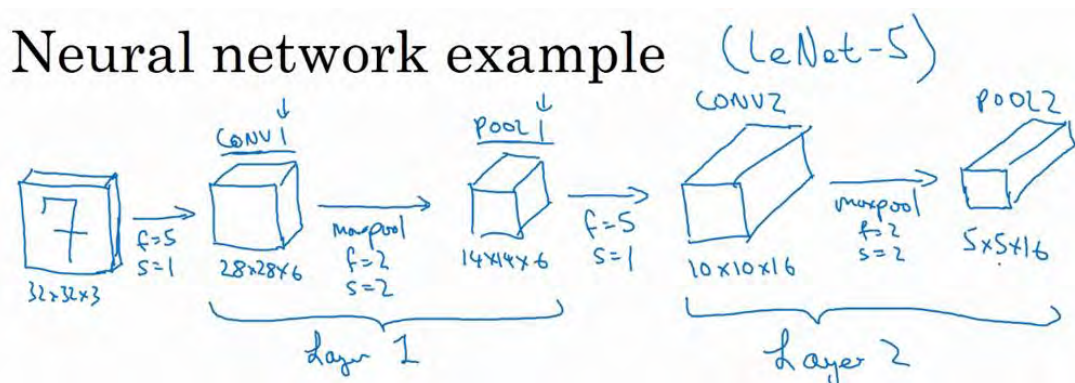 Neural network example (LeNet-5)
CONV1
POOL1
CONV2
POOL2
7
32×32×3
f=5
s=1
28×28×6
maxpool
f=2
s=2
14×14×6
f=5
s=1
10×10×16
maxpool
f=2
s=2
5×5×16
Layer 1
Layer 2